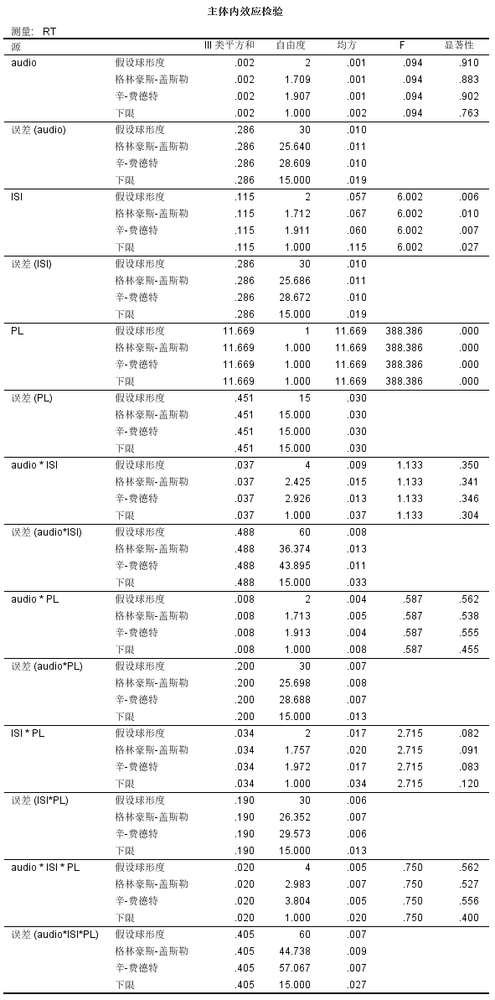 主体内效应检验
测量: RT
源 III 类平方和 自由度 均方 F 显著性
audio 假设球形度 .002 2 .001 .094 .910
格林豪斯-盖斯勒 .002 1.709 .001 .094 .883
辛-费德特 .002 1.907 .001 .094 .902
下限 .002 1.000 .002 .094 .763
误差 (audio) 假设球形度 .286 30 .010
格林豪斯-盖斯勒 .286 25.640 .011
辛-费德特 .286 28.609 .010
下限 .286 15.000 .019
ISI 假设球形度 .115 2 .057 6.002 .006
格林豪斯-盖斯勒 .115 1.712 .067 6.002 .010
辛-费德特 .115 1.911 .060 6.002 .007
下限 .115 1.000 .115 6.002 .027
误差 (ISI) 假设球形度 .286 30 .010
格林豪斯-盖斯勒 .286 25.686 .011
辛-费德特 .286 28.672 .010
下限 .286 15.000 .019
PL 假设球形度 11.669 1 11.669 388.386 .000
格林豪斯-盖斯勒 11.669 1.000 11.669 388.386 .000
辛-费德特 11.669 1.000 11.669 388.386 .000
下限 11.669 1.000 11.669 388.386 .000
误差 (PL) 假设球形度 .451 15 .030
格林豪斯-盖斯勒 .451 15.000 .030
辛-费德特 .451 15.000 .030
下限 .451 15.000 .030
audio * ISI 假设球形度 .037 4 .009 1.133 .350
格林豪斯-盖斯勒 .037 2.425 .015 1.133 .341
辛-费德特 .037 2.926 .013 1.133 .346
下限 .037 1.000 .037 1.133 .304
误差 (audio*ISI) 假设球形度 .488 60 .008
格林豪斯-盖斯勒 .488 36.374 .013
辛-费德特 .488 43.895 .011
下限 .488 15.000 .033
audio * PL 假设球形度 .008 2 .004 .587 .562
格林豪斯-盖斯勒 .008 1.713 .005 .587 .538
辛-费德特 .008 1.913 .004 .587 .555
下限 .008 1.000 .008 .587 .455
误差 (audio*PL) 假设球形度 .200 30 .007
格林豪斯-盖斯勒 .200 25.698 .008
辛-费德特 .200 28.688 .007
下限 .200 15.000 .013
ISI * PL 假设球形度 .034 2 .017 2.715 .082
格林豪斯-盖斯勒 .034 1.757 .020 2.715 .091
辛-费德特 .034 1.972 .017 2.715 .083
下限 .034 1.000 .034 2.715 .120
误差 (ISI*PL) 假设球形度 .190 30 .006
格林豪斯-盖斯勒 .190 26.352 .007
辛-费德特 .190 29.573 .006
下限 .190 15.000 .013
audio * ISI * PL 假设球形度 .020 4 .005 .750 .562
格林豪斯-盖斯勒 .020 2.983 .007 .750 .527
辛-费德特 .020 3.804 .005 .750 .556
下限 .020 1.000 .020 .750 .400
误差 (audio*ISI*PL) 假设球形度 .405 60 .007
格林豪斯-盖斯勒 .405 44.738 .009
辛-费德特 .405 57.067 .007
下限 .405 15.000 .027